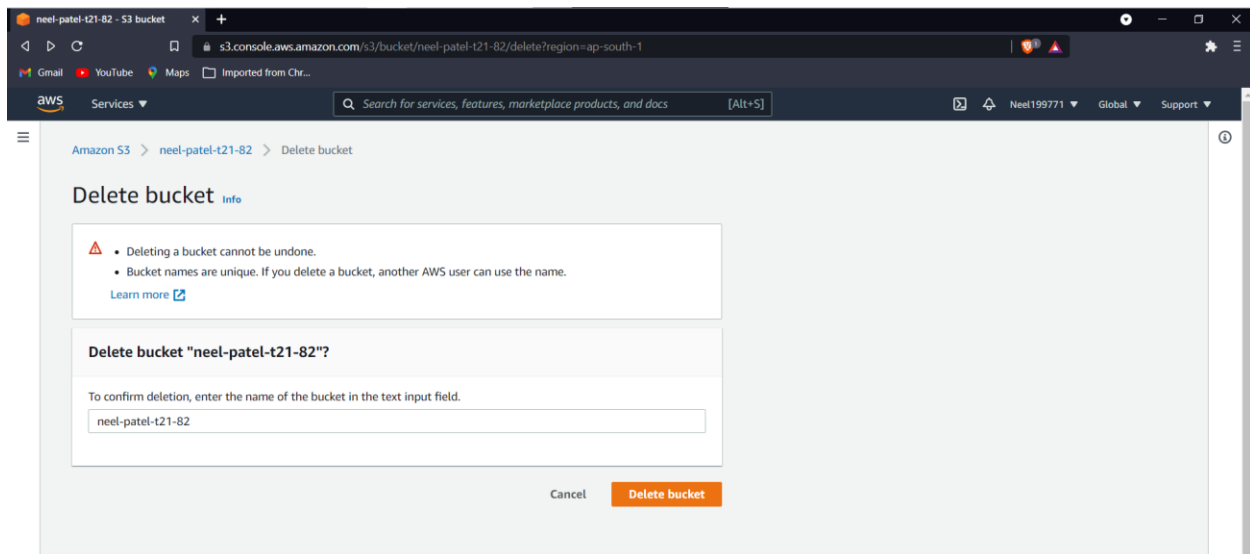 neel-patel-t21-82 - S3 bucket
s3.console.aws.amazon.com/s3/bucket/neel-patel-t21-82/delete?region=ap-south-1
Gmail YouTube Maps Imported from Chr...
aws Services Search for services, features, marketplace products, and docs [Alt+S] Neel199771 Global Support
Amazon S3 > neel-patel-t21-82 > Delete bucket
Delete bucket Info
• Deleting a bucket cannot be undone.
• Bucket names are unique. If you delete a bucket, another AWS user can use the name.
Learn more
Delete bucket "neel-patel-t21-82"?
To confirm deletion, enter the name of the bucket in the text input field.
neel-patel-t21-82
Cancel Delete bucket